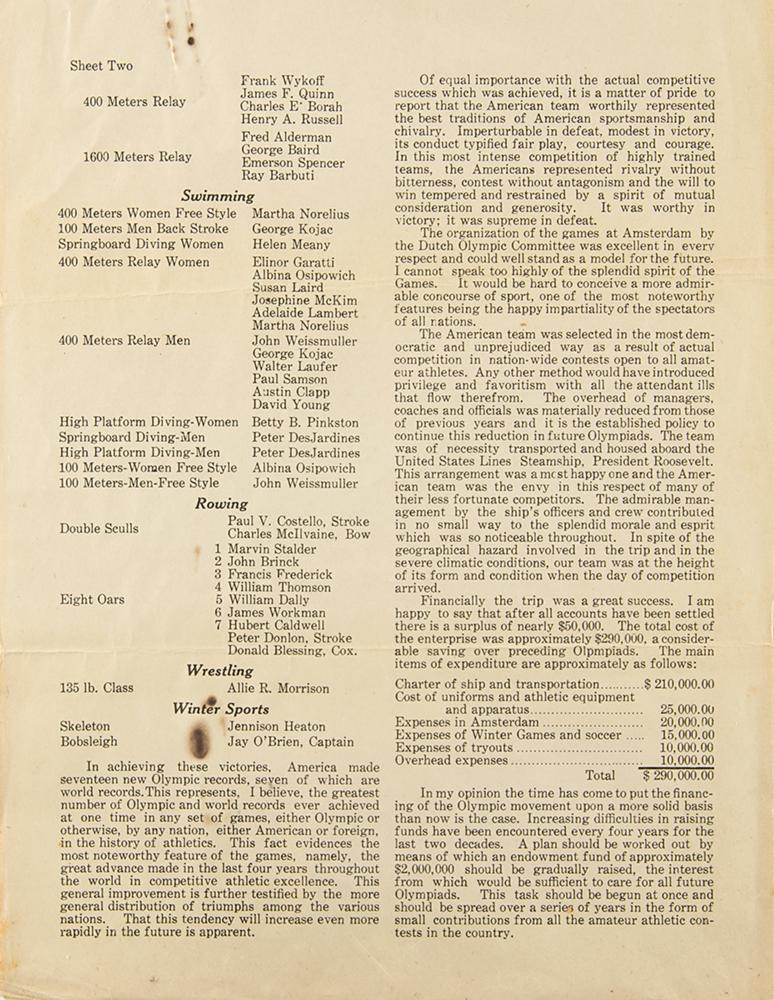 Sheet Two
400 Meters Relay
Frank Wykoff
James F. Quinn
Charles E. Borah
Henry A. Russell
1600 Meters Relay
Fred Alderman
George Baird
Emerson Spencer
Ray Barbuti
Swimming
400 Meters Women Free Style Martha Norelius
100 Meters Men Back Stroke George Kojac
Springboard Diving Women Helen Meany
400 Meters Relay Women Elinor Garatti
Albina Osipowich
Susan Laird
Josephine McKim
Adelaide Lambert
Martha Norelius
400 Meters Relay Men John Weissmuller
George Kojac
Walter Laufer
Paul Samson
Austin Clapp
David Young
High Platform Diving-Women Betty B. Pinkston
Springboard Diving-Men Peter DesJardines
High Platform Diving-Men Peter DesJardines
100 Meters-Women Free Style Albina Osipowich
100 Meters-Men-Free Style John Weissmuller
Rowing
Double Sculls
Paul V. Costello, Stroke
Charles McIlvaine, Bow
Eight Oars
1 Marvin Stalder
2 John Brinck
3 Francis Frederick
4 William Thomson
5 William Dally
6 James Workman
7 Hubert Caldwell
Peter Donlon, Stroke
Donald Blessing, Cox.
Wrestling
135 lb. Class Allie R. Morrison
Winter Sports
Skeleton Jennison Heaton
Bobsleigh Jay O'Brien, Captain
In achieving these victories, America made
seventeen new Olympic records, seven of which are
world records.This represents, I believe, the greatest
number of Olympic and world records ever achieved
at one time in any set of games, either Olympic or
otherwise, by any nation, either American or foreign,
in the history of athletics. This fact evidences the
most noteworthy feature of the games, namely, the
great advance made in the last four years throughout
the world in competitive athletic excellence. This
general improvement is further testified by the more
general distribution of triumphs among the various
nations. That this tendency will increase even more
rapidly in the future is apparent.
Of equal importance with the actual competitive
success which was achieved, it is a matter of pride to
report that the American team worthily represented
the best traditions of American sportsmanship and
chivalry. Imperturbable in defeat, modest in victory,
its conduct typified fair play, courtesy and courage.
In this most intense competition of highly trained
teams, the Americans represented rivalry without
bitterness, contest without antagonism and the will to
win tempered and restrained by a spirit of mutual
consideration and generosity. It was worthy in
victory; it was supreme in defeat.
The organization of the games at Amsterdam by
the Dutch Olympic Committee was excellent in every
respect and could well stand as a model for the future.
I cannot speak too highly of the splendid spirit of the
Games. It would be hard to conceive a more admir-
able concourse of sport, one of the most noteworthy
features being the happy impartiality of the spectators
of all nations.
The American team was selected in the most dem-
ocratic and unprejudiced way as a result of actual
competition in nation-wide contests open to all amat-
eur athletes. Any other method would have introduced
privilege and favoritism with all the attendant ills
that flow therefrom. The overhead of managers,
coaches and officials was materially reduced from those
of previous years and it is the established policy to
continue this reduction in future Olympiads. The team
was of necessity transported and housed aboard the
United States Lines Steamship, President Roosevelt.
This arrangement was a most happy one and the Amer-
ican team was the envy in this respect of many of
their less fortunate competitors. The admirable man-
agement by the ship's officers and crew contributed
in no small way to the splendid morale and esprit
which was so noticeable throughout. In spite of the
geographical hazard involved in the trip and in the
severe climatic conditions, our team was at the height
of its form and condition when the day of competition
arrived.
Financially the trip was a great success. I am
happy to say that after all accounts have been settled
there is a surplus of nearly $50,000. The total cost of
the enterprise was approximately $290,000, a consider-
able saving over preceding Olpmpiads. The main
items of expenditure are approximately as follows:
Charter of ship and transportation...........$ 210,000.00
Cost of uniforms and athletic equipment
and apparatus.......................... 25,000.00
Expenses in Amsterdam ....................... 20,000.00
Expenses of Winter Games and soccer ..... 15,000.00
Expenses of tryouts ............................. 10,000.00
Overhead expenses.............................. 10,000.00
Total $ 290,000.00
In my opinion the time has come to put the financ-
ing of the Olympic movement upon a more solid basis
than now is the case. Increasing difficulties in raising
funds have been encountered every four years for the
last two decades. A plan should be worked out by
means of which an endowment fund of approximately
$2,000,000 should be gradually raised, the interest
from which would be sufficient to care for all future
Olympiads. This task should be begun at once and
should be spread over a series of years in the form of
small contributions from all the amateur athletic con-
tests in the country.